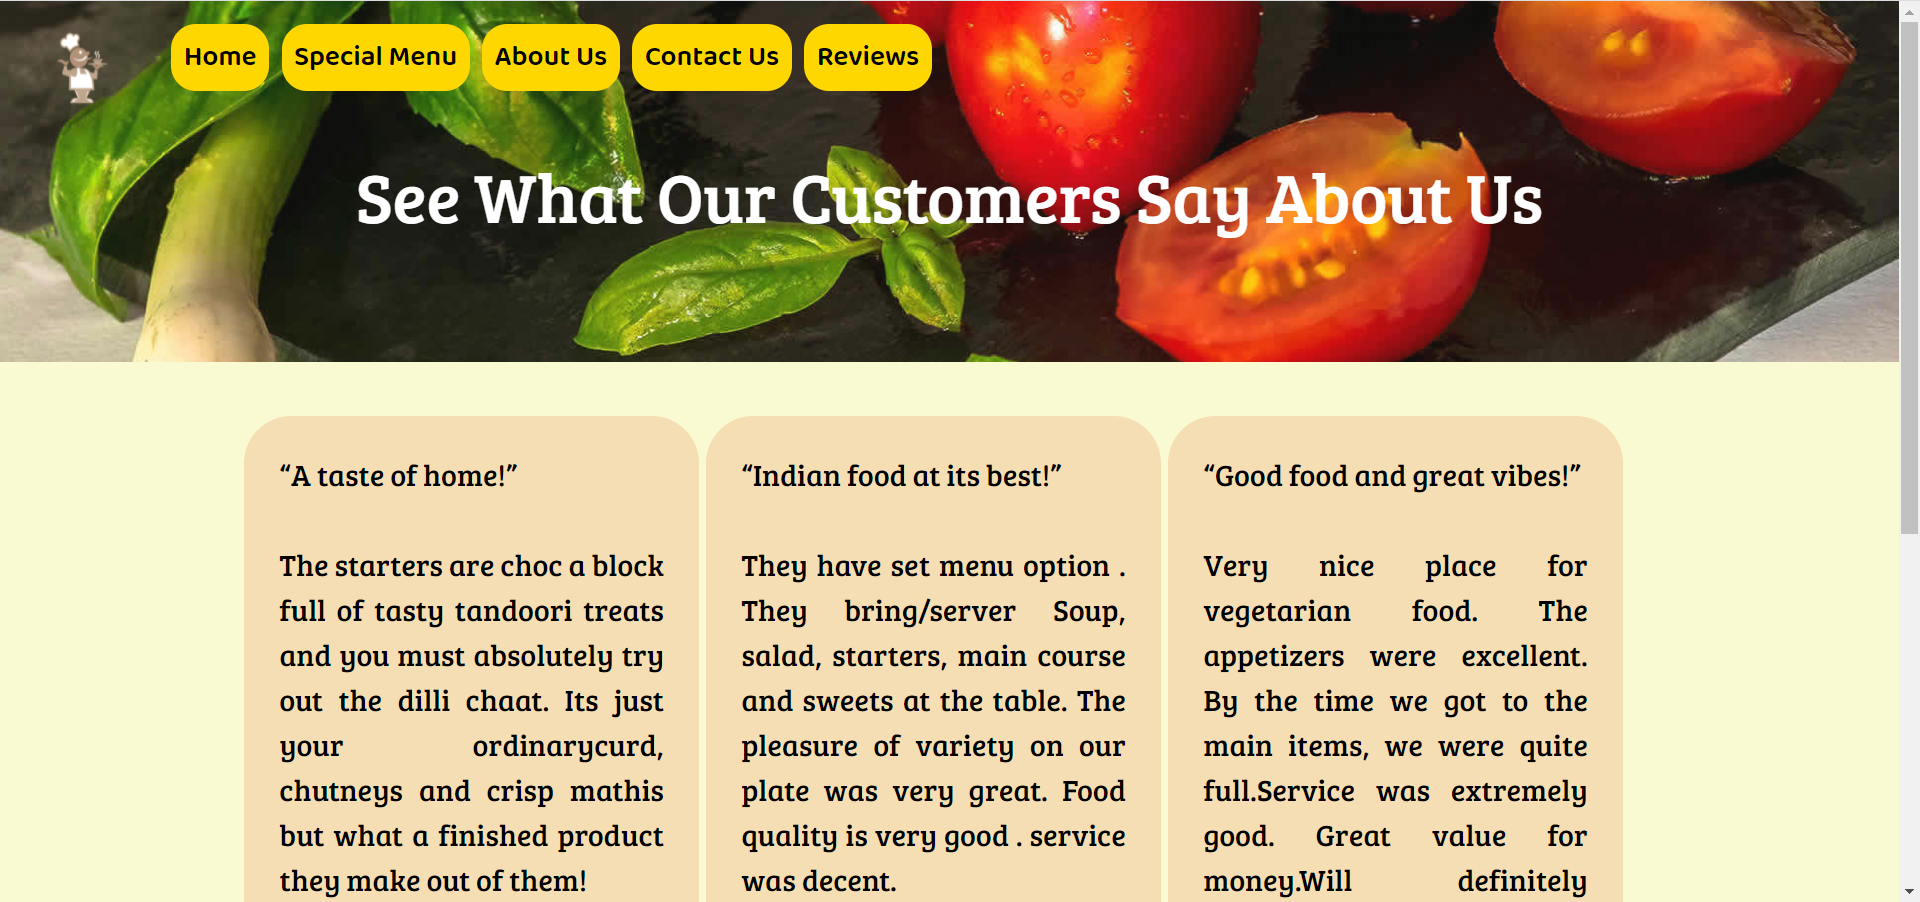 Home Special Menu About Us Contact Us Reviews
See What Our Customers Say About Us
“A taste of home!”
The starters are choc a block
full of tasty tandoori treats
and you must absolutely try
out the dilli chaat. Its just
your ordinarycurd,
chutneys and crisp mathis
but what a finished product
they make out of them!
“Indian food at its best!”
They have set menu option .
They bring/server Soup,
salad, starters, main course
and sweets at the table. The
pleasure of variety on our
plate was very great. Food
quality is very good . service
was decent.
“Good food and great vibes!”
Very nice place for
vegetarian food. The
appetizers were excellent.
By the time we got to the
main items, we were quite
full.Service was extremely
good. Great value for
money.Will definitely